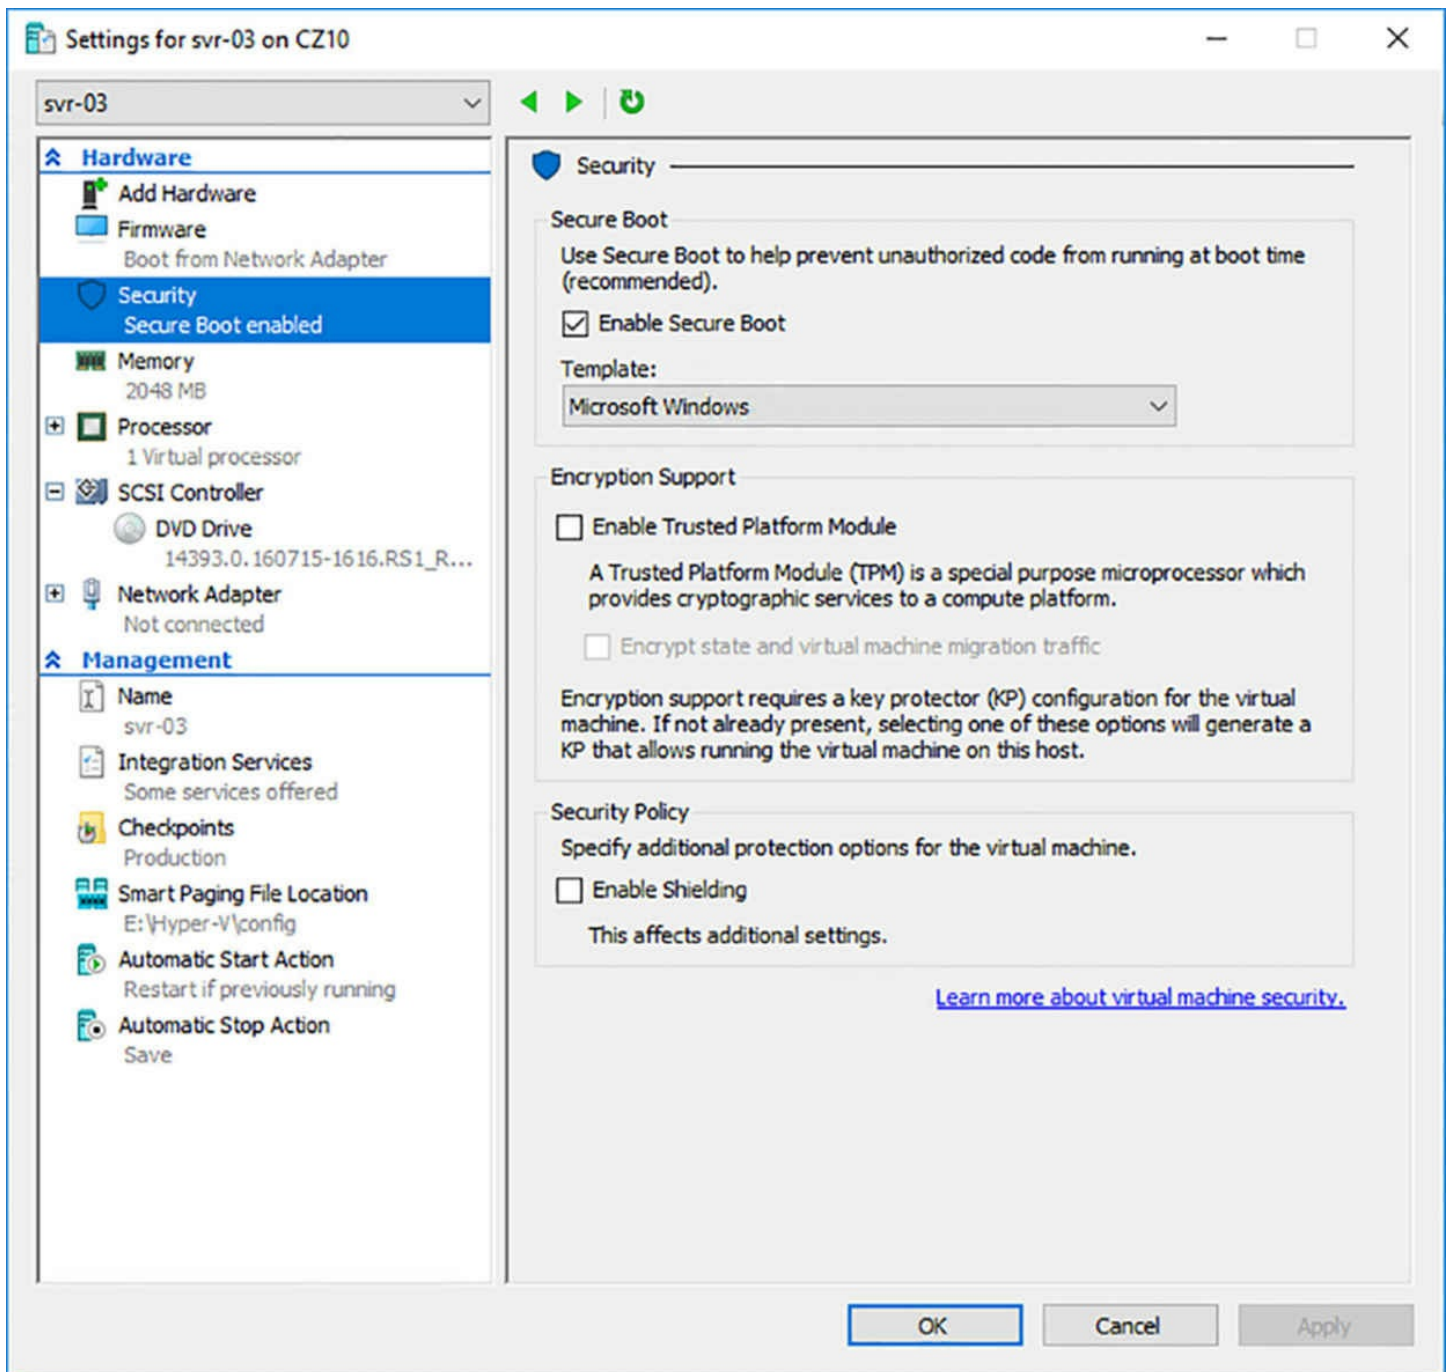 Settings for svr-03 on CZ10
svr-03
Hardware
Add Hardware
Firmware
Boot from Network Adapter
Security
Secure Boot enabled
Memory
2048 MB
Processor
1 Virtual processor
SCSI Controller
DVD Drive
14393.0.160715-1616.RS1_R...
Network Adapter
Not connected
Management
Name
svr-03
Integration Services
Some services offered
Checkpoints
Production
Smart Paging File Location
E:\Hyper-V\config
Automatic Start Action
Restart if previously running
Automatic Stop Action
Save
Security
Secure Boot
Use Secure Boot to help prevent unauthorized code from running at boot time
(recommended).
Enable Secure Boot
Template:
Microsoft Windows
Encryption Support
Enable Trusted Platform Module
A Trusted Platform Module (TPM) is a special purpose microprocessor which
provides cryptographic services to a compute platform.
Encrypt state and virtual machine migration traffic
Encryption support requires a key protector (KP) configuration for the virtual
machine. If not already present, selecting one of these options will generate a
KP that allows running the virtual machine on this host.
Security Policy
Specify additional protection options for the virtual machine.
Enable Shielding
This affects additional settings.
Learn more about virtual machine security.
OK
Cancel
Apply